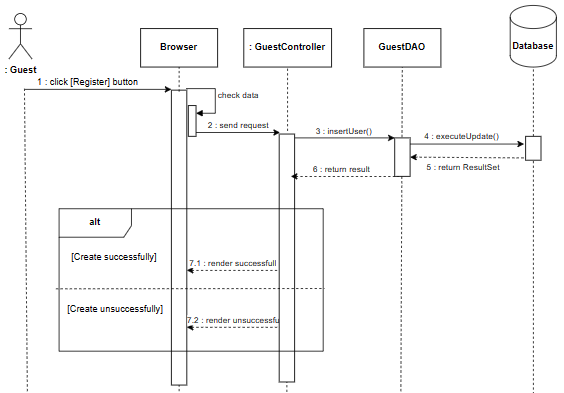 Browser
: GuestController
GuestDAO
Database
: Guest
1 : click [Register] button
check data
2 : send request
3 : insertUser()
4 : executeUpdate()
5 : return ResultSet
6 : return result
alt
[Create successfully]
7.1 : render successfull
[Create unsuccessfully]
7.2 : render unsuccessfu